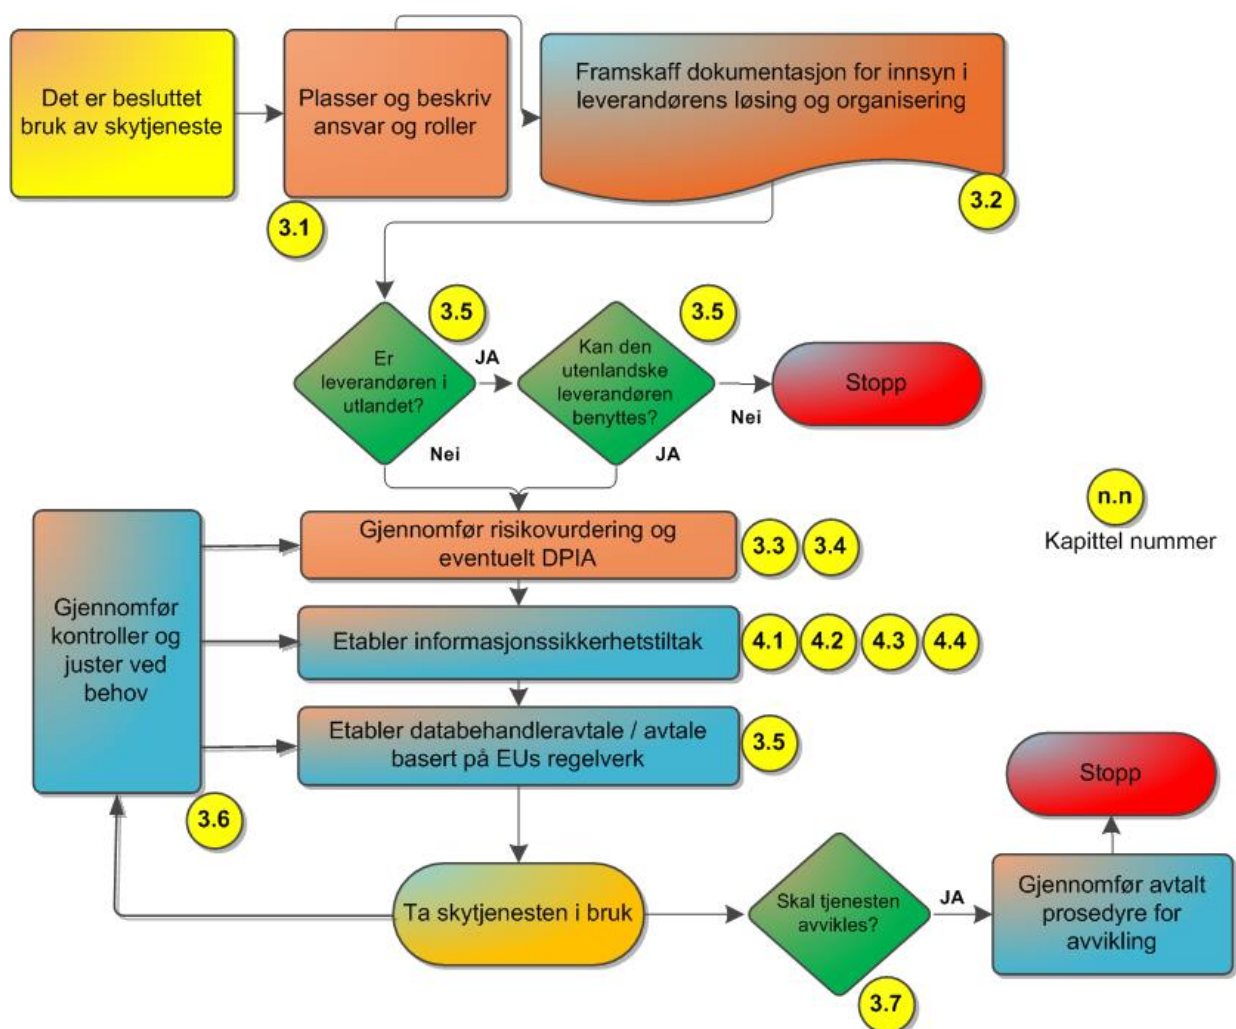 Det er besluttet
bruk av skytjeneste
Plasser og beskriv
ansvar og roller
3.1
Framskaff dokumentasjon for innsyn i
leverandørens løsing og organisering
3.2
Er
leverandøren i
utlandet?
3.5
JA
Nei
Kan den
utenlandske
leverandøren
benyttes?
3.5
Nei
JA
Stopp
n.n
Kapittel nummer
Gjennomfør
kontroller og
juster ved
behov
3.6
Gjennomfør risikovurdering og
eventuelt DPIA
3.3
3.4
Etabler informasjonssikkerhetstiltak
4.1
4.2
4.3
4.4
Etabler databehandleravtale / avtale
basert på EUs regelverk
3.5
Ta skytjenesten i bruk
Skal tjenesten
avvikles?
3.7
JA
Gjennomfør avtalt
prosedyre for
avvikling
Stopp